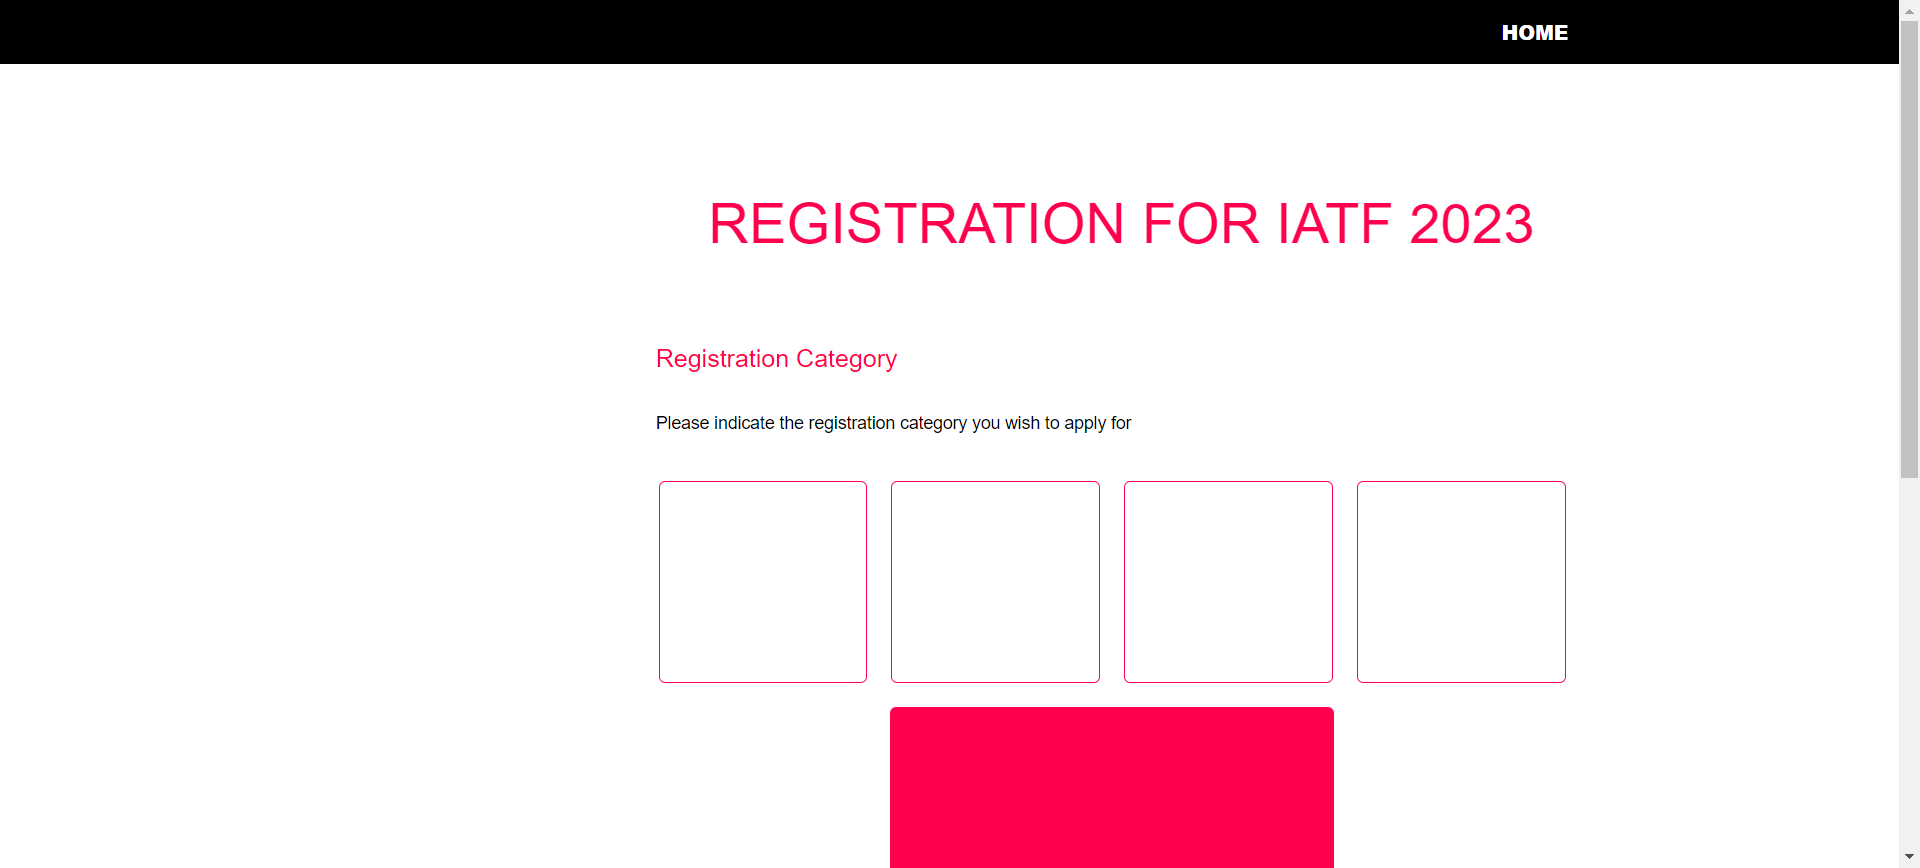 HOME
REGISTRATION FOR IATF 2023
Registration Category
Please indicate the registration category you wish to apply for